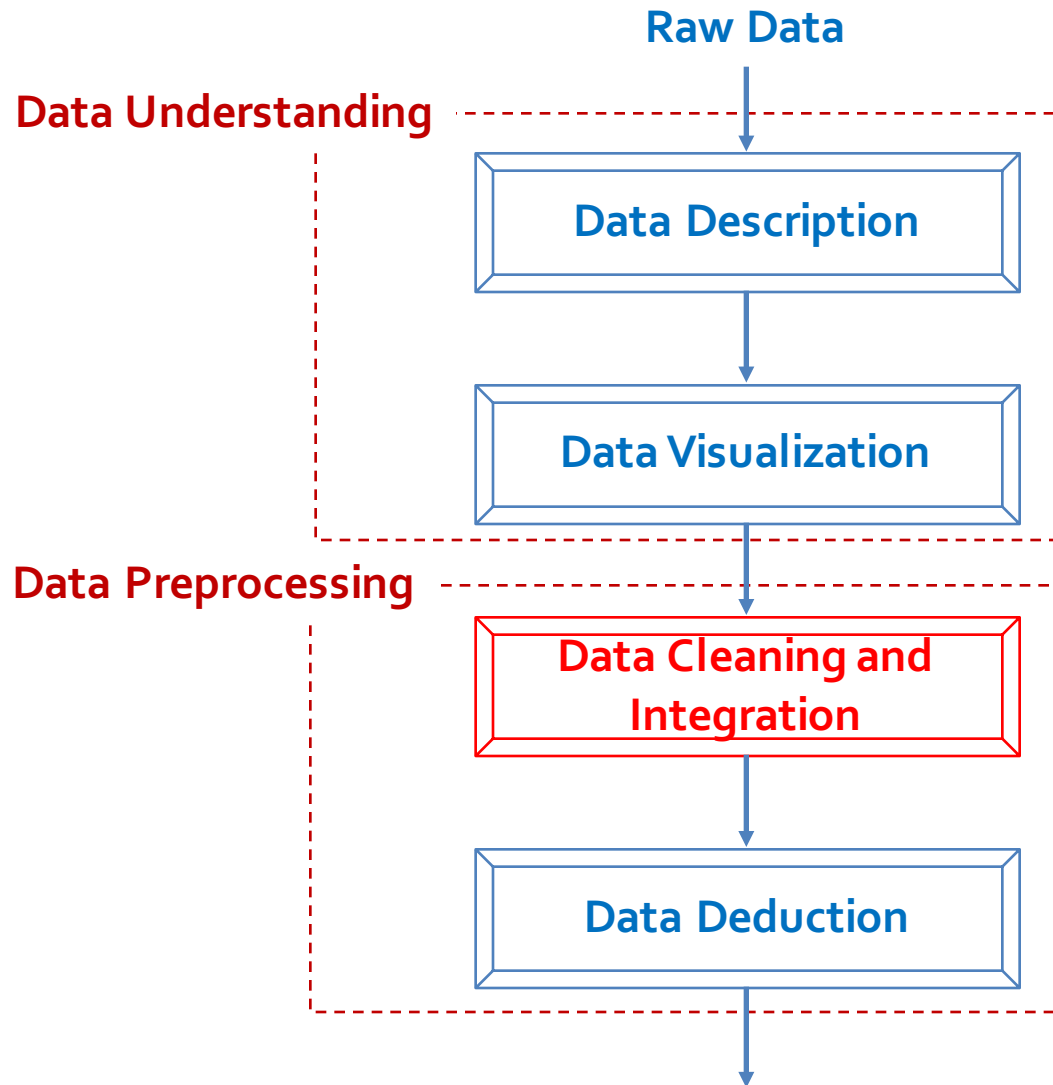 Raw Data
Data Understanding
Data Description
Data Visualization
Data Preprocessing
Data Cleaning and
Integration
Data Deduction